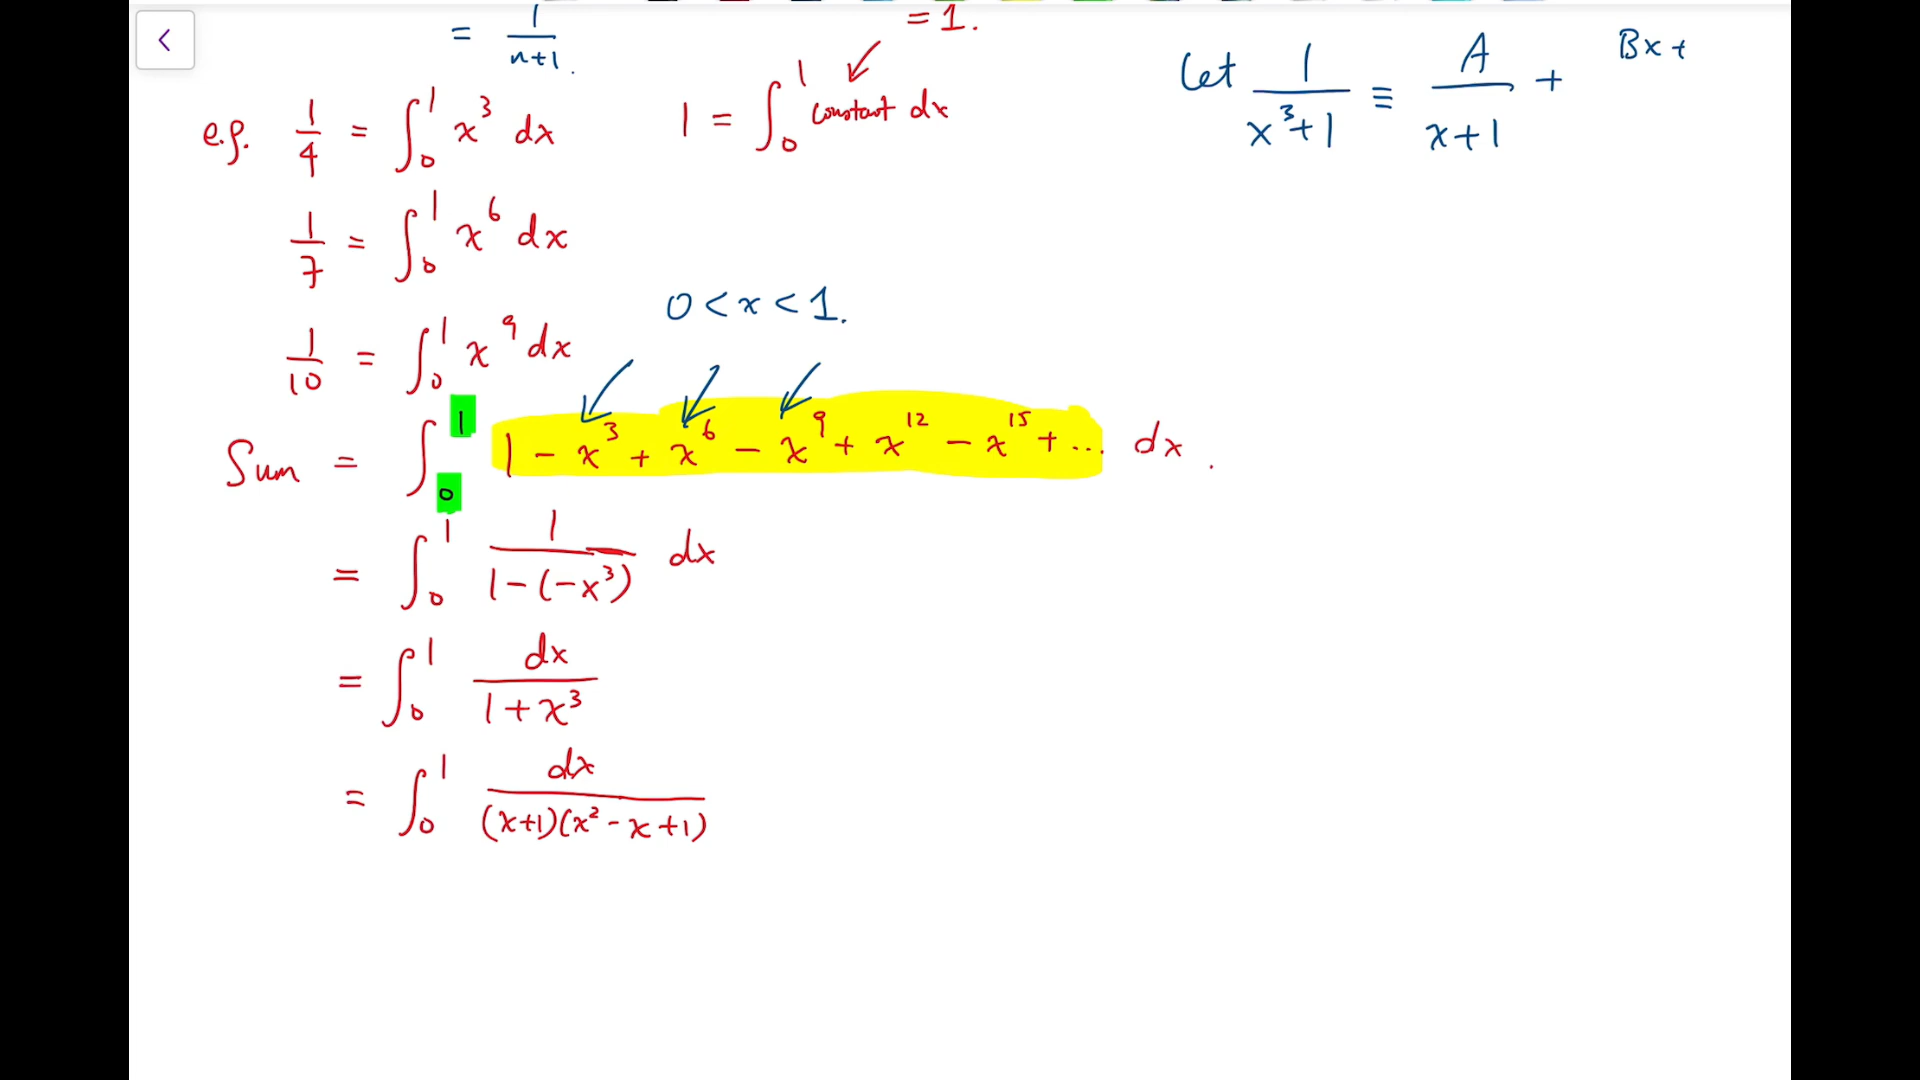 = 1/(n+1).
= 1.
e.g. 1/4 = ∫₀¹ x³ dx
1 = ∫₀¹ constant dx
1/7 = ∫₀¹ x⁶ dx
0 < x < 1.
1/10 = ∫₀¹ x⁹ dx
Sum = ∫₀¹ 1 - x³ + x⁶ - x⁹ + x¹² - x¹⁵ + ... dx.
= ∫₀¹ 1/(1-(-x³)) dx
= ∫₀¹ dx/(1+x³)
= ∫₀¹ dx/((x+1)(x²-x+1))
Let 1/(x³+1) ≡ A/(x+1) + Bx+